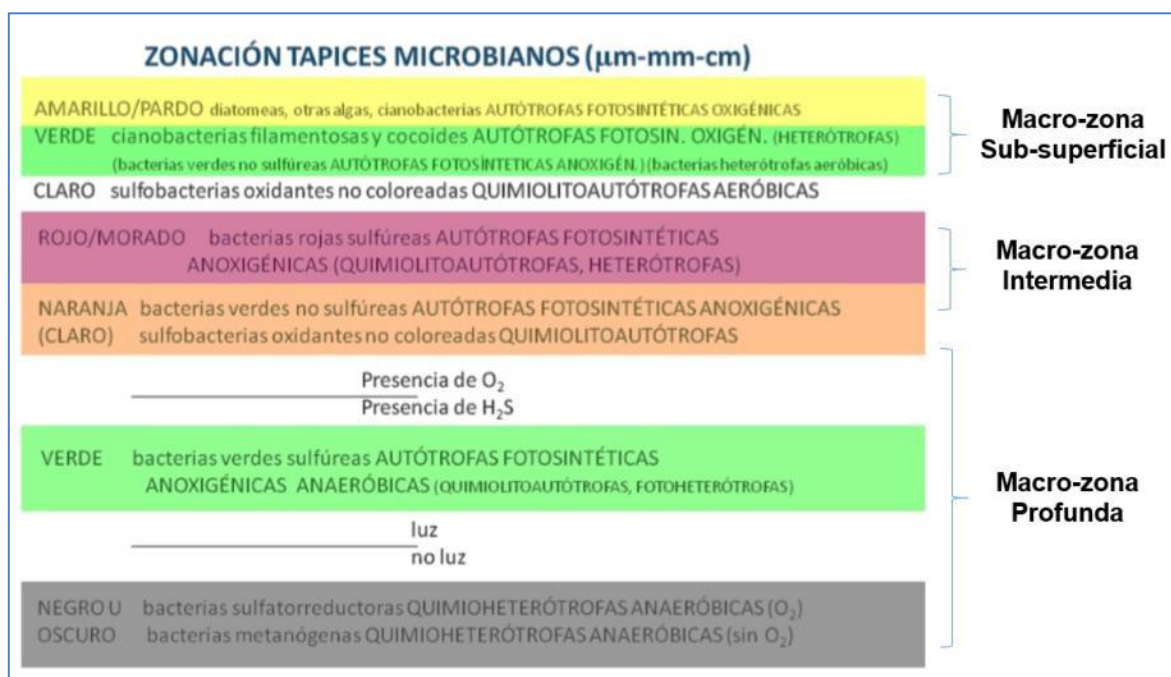 ZONACIÓN TAPICES MICROBIANOS (μm-mm-cm)
AMARILLO/PARDO diatomeas, otras algas, cianobacterias AUTÓTROFAS FOTOSINTÉTICAS OXIGÉNICAS
VERDE cianobacterias filamentosas y cocoides AUTÓTROFAS FOTOSIN. OXIGÉN. (HETERÓTROFAS)
(bacterias verdes no sulfúreas AUTÓTROFAS FOTOSÍNTETICAS ANOXIGÉN.) (bacterias heterótrofas aeróbicas)
Macro-zona
Sub-superficial
CLARO sulfobacterias oxidantes no coloreadas QUIMIOLITOAUTÓTROFAS AERÓBICAS
ROJO/MORADO bacterias rojas sulfúreas AUTÓTROFAS FOTOSINTÉTICAS
ANOXIGÉNICAS (QUIMIOLITOAUTÓTROFAS, HETERÓTROFAS)
Macro-zona
Intermedia
NARANJA bacterias verdes no sulfúreas AUTÓTROFAS FOTOSINTÉTICAS ANOXIGÉNICAS
(CLARO) sulfobacterias oxidantes no coloreadas QUIMIOLITOAUTÓTROFAS
Presencia de O₂
Presencia de H₂S
VERDE bacterias verdes sulfúreas AUTÓTROFAS FOTOSINTÉTICAS
ANOXIGÉNICAS ANAERÓBICAS (QUIMIOLITOAUTÓTROFAS, FOTOHETERÓTROFAS)
Macro-zona
Profunda
luz
no luz
NEGRO U bacterias sulfatorreductoras QUIMIOHETERÓTROFAS ANAERÓBICAS (O₂)
OSCURO bacterias metanógenas QUIMIOHETERÓTROFAS ANAERÓBICAS (sin O₂)